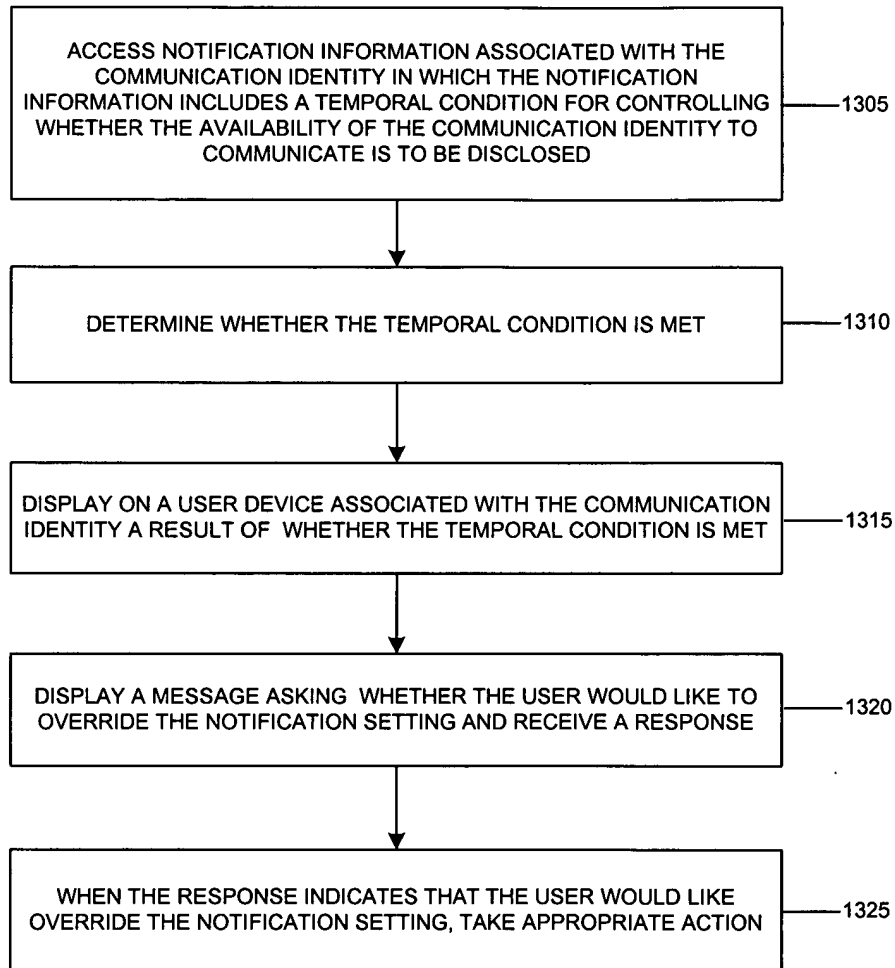 ACCESS NOTIFICATION INFORMATION ASSOCIATED WITH THE
COMMUNICATION IDENTITY IN WHICH THE NOTIFICATION
INFORMATION INCLUDES A TEMPORAL CONDITION FOR CONTROLLING
WHETHER THE AVAILABILITY OF THE COMMUNICATION IDENTITY TO
COMMUNICATE IS TO BE DISCLOSED
1305
DETERMINE WHETHER THE TEMPORAL CONDITION IS MET
1310
DISPLAY ON A USER DEVICE ASSOCIATED WITH THE COMMUNICATION
IDENTITY A RESULT OF WHETHER THE TEMPORAL CONDITION IS MET
1315
DISPLAY A MESSAGE ASKING WHETHER THE USER WOULD LIKE TO
OVERRIDE THE NOTIFICATION SETTING AND RECEIVE A RESPONSE
1320
WHEN THE RESPONSE INDICATES THAT THE USER WOULD LIKE
OVERRIDE THE NOTIFICATION SETTING, TAKE APPROPRIATE ACTION
1325